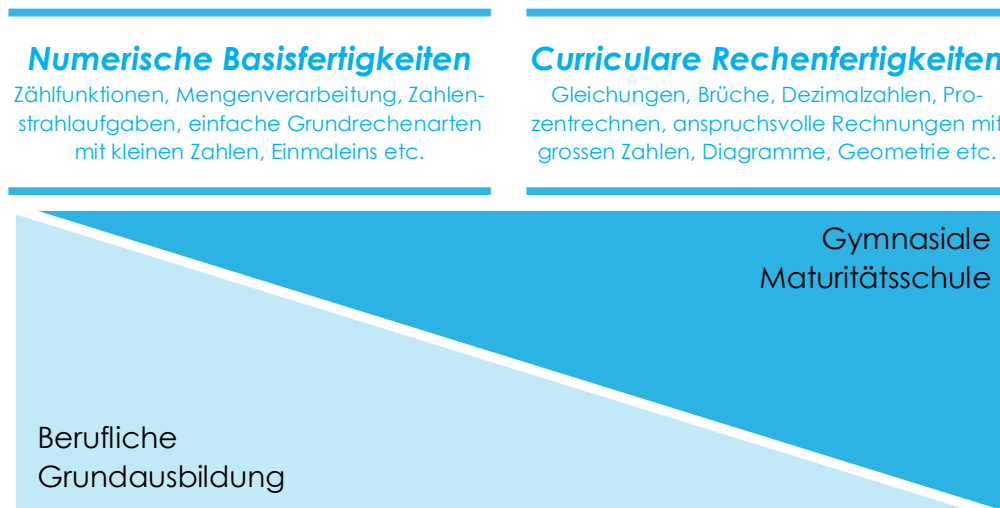 Numerische Basisfertigkeiten
Zählfunktionen, Mengenverarbeitung, Zahlen-
strahlaufgaben, einfache Grundrechenarten
mit kleinen Zahlen, Einmaleins etc.
Curriculare Rechenfertigkeiten
Gleichungen, Brüche, Dezimalzahlen, Pro-
zentrechnen, anspruchsvolle Rechnungen mit
grossen Zahlen, Diagramme, Geometrie etc.
Gymnasiale
Maturitätsschule
Berufliche
Grundausbildung